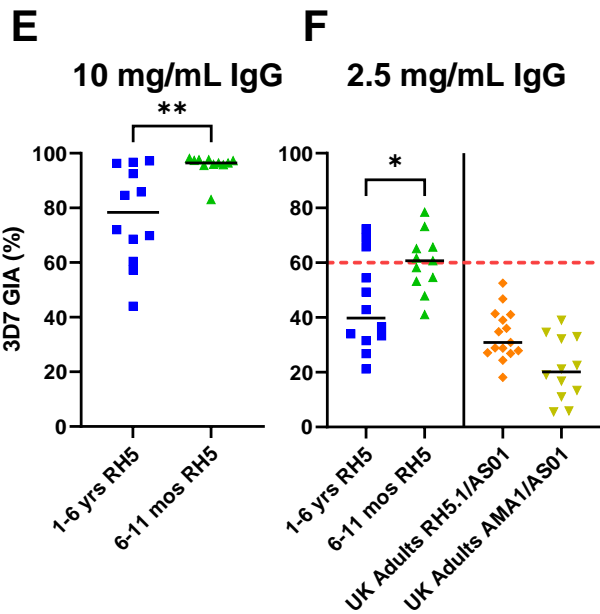 E
F
10 mg/mL IgG
2.5 mg/mL IgG
**
*
3D7 GIA (%)
100
80
60
40
20
0
100
80
60
40
20
0
1-6 yrs RH5
6-11 mos RH5
1-6 yrs RH5
6-11 mos RH5
UK Adults RH5.1/AS01
UK Adults AMA1/AS01